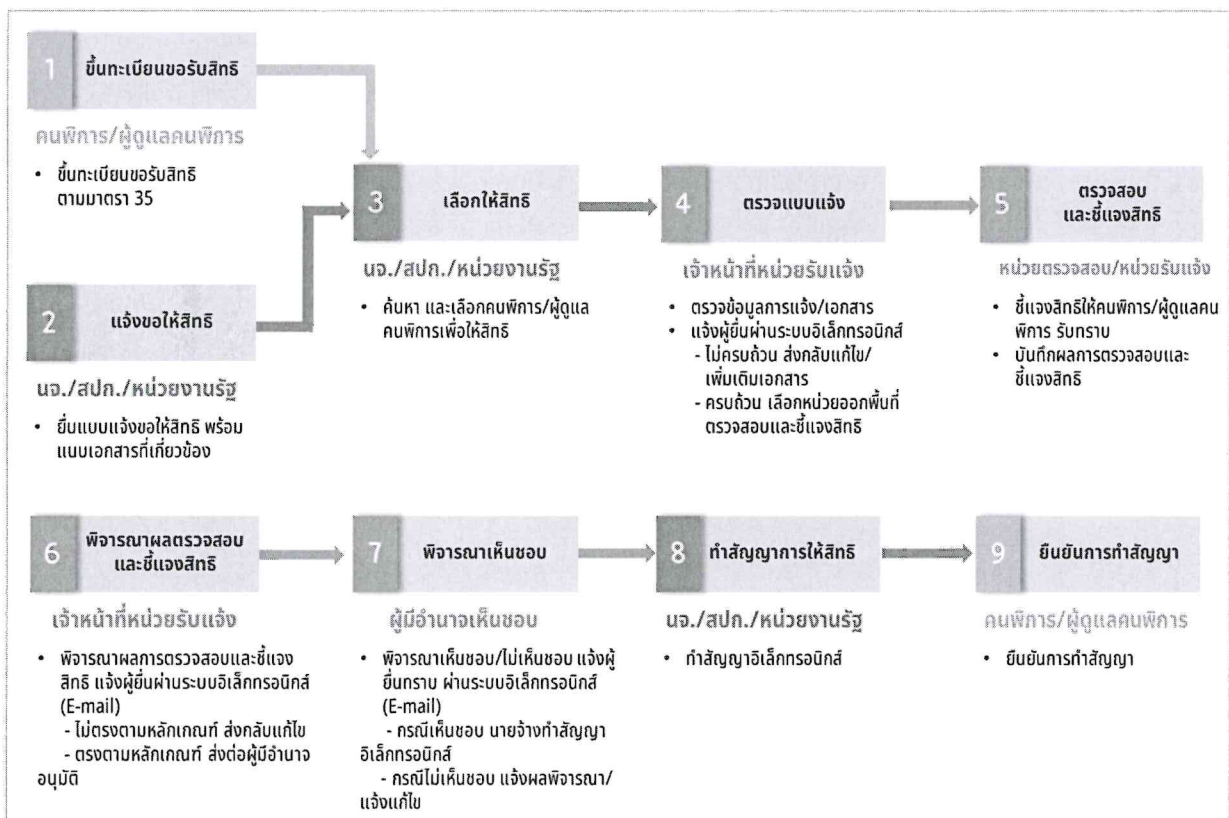 1 ขึ้นทะเบียนขอรับสิทธิ
คนพิการ/ผู้ดูแลคนพิการ
• ขึ้นทะเบียนขอรับสิทธิ
ตามมาตรา 35
2 แจ้งขอให้สิทธิ
นจ./สปก./หน่วยงานรัฐ
• ยื่นแบบแจ้งขอให้สิทธิ พร้อม
แนบเอกสารที่เกี่ยวข้อง
3 เลือกให้สิทธิ
นจ./สปก./หน่วยงานรัฐ
• ค้นหา และเลือกคนพิการ/ผู้ดูแล
คนพิการเพื่อให้สิทธิ
4 ตรวจแบบแจ้ง
เจ้าหน้าที่หน่วยรับแจ้ง
• ตรวจข้อมูลการแจ้ง/เอกสาร
• แจ้งผู้ยื่นผ่านระบบอิเล็กทรอนิกส์
- ไม่ครบถ้วน ส่งกลับแก้ไข/
เพิ่มเติมเอกสาร
- ครบถ้วน เลือกหน่วยออกพื้นที่
ตรวจสอบและชี้แจงสิทธิ
5 ตรวจสอบ
และชี้แจงสิทธิ
หน่วยตรวจสอบ/หน่วยรับแจ้ง
• ชี้แจงสิทธิให้คนพิการ/ผู้ดูแลคน
พิการ รับทราบ
• บันทึกผลการตรวจสอบและ
ชี้แจงสิทธิ
6 พิจารณาผลตรวจสอบ
และชี้แจงสิทธิ
เจ้าหน้าที่หน่วยรับแจ้ง
• พิจารณาผลการตรวจสอบและชี้แจง
สิทธิ แจ้งผู้ยื่นผ่านระบบอิเล็กทรอนิกส์
(E-mail)
- ไม่ตรงตามหลักเกณฑ์ ส่งกลับแก้ไข
- ตรงตามหลักเกณฑ์ ส่งต่อผู้มีอำนาจ
อนุมัติ
7 พิจารณาเห็นชอบ
ผู้มีอำนาจเห็นชอบ
• พิจารณาเห็นชอบ/ไม่เห็นชอบ แจ้งผู้
ยื่นทราบ ผ่านระบบอิเล็กทรอนิกส์
(E-mail)
- กรณีเห็นชอบ นายจ้างทำสัญญา
อิเล็กทรอนิกส์
- กรณีไม่เห็นชอบ แจ้งผลพิจารณา/
แจ้งแก้ไข
8 ทำสัญญาการให้สิทธิ
นจ./สปก./หน่วยงานรัฐ
• ทำสัญญาอิเล็กทรอนิกส์
9 ยืนยันการทำสัญญา
คนพิการ/ผู้ดูแลคนพิการ
• ยืนยันการทำสัญญา